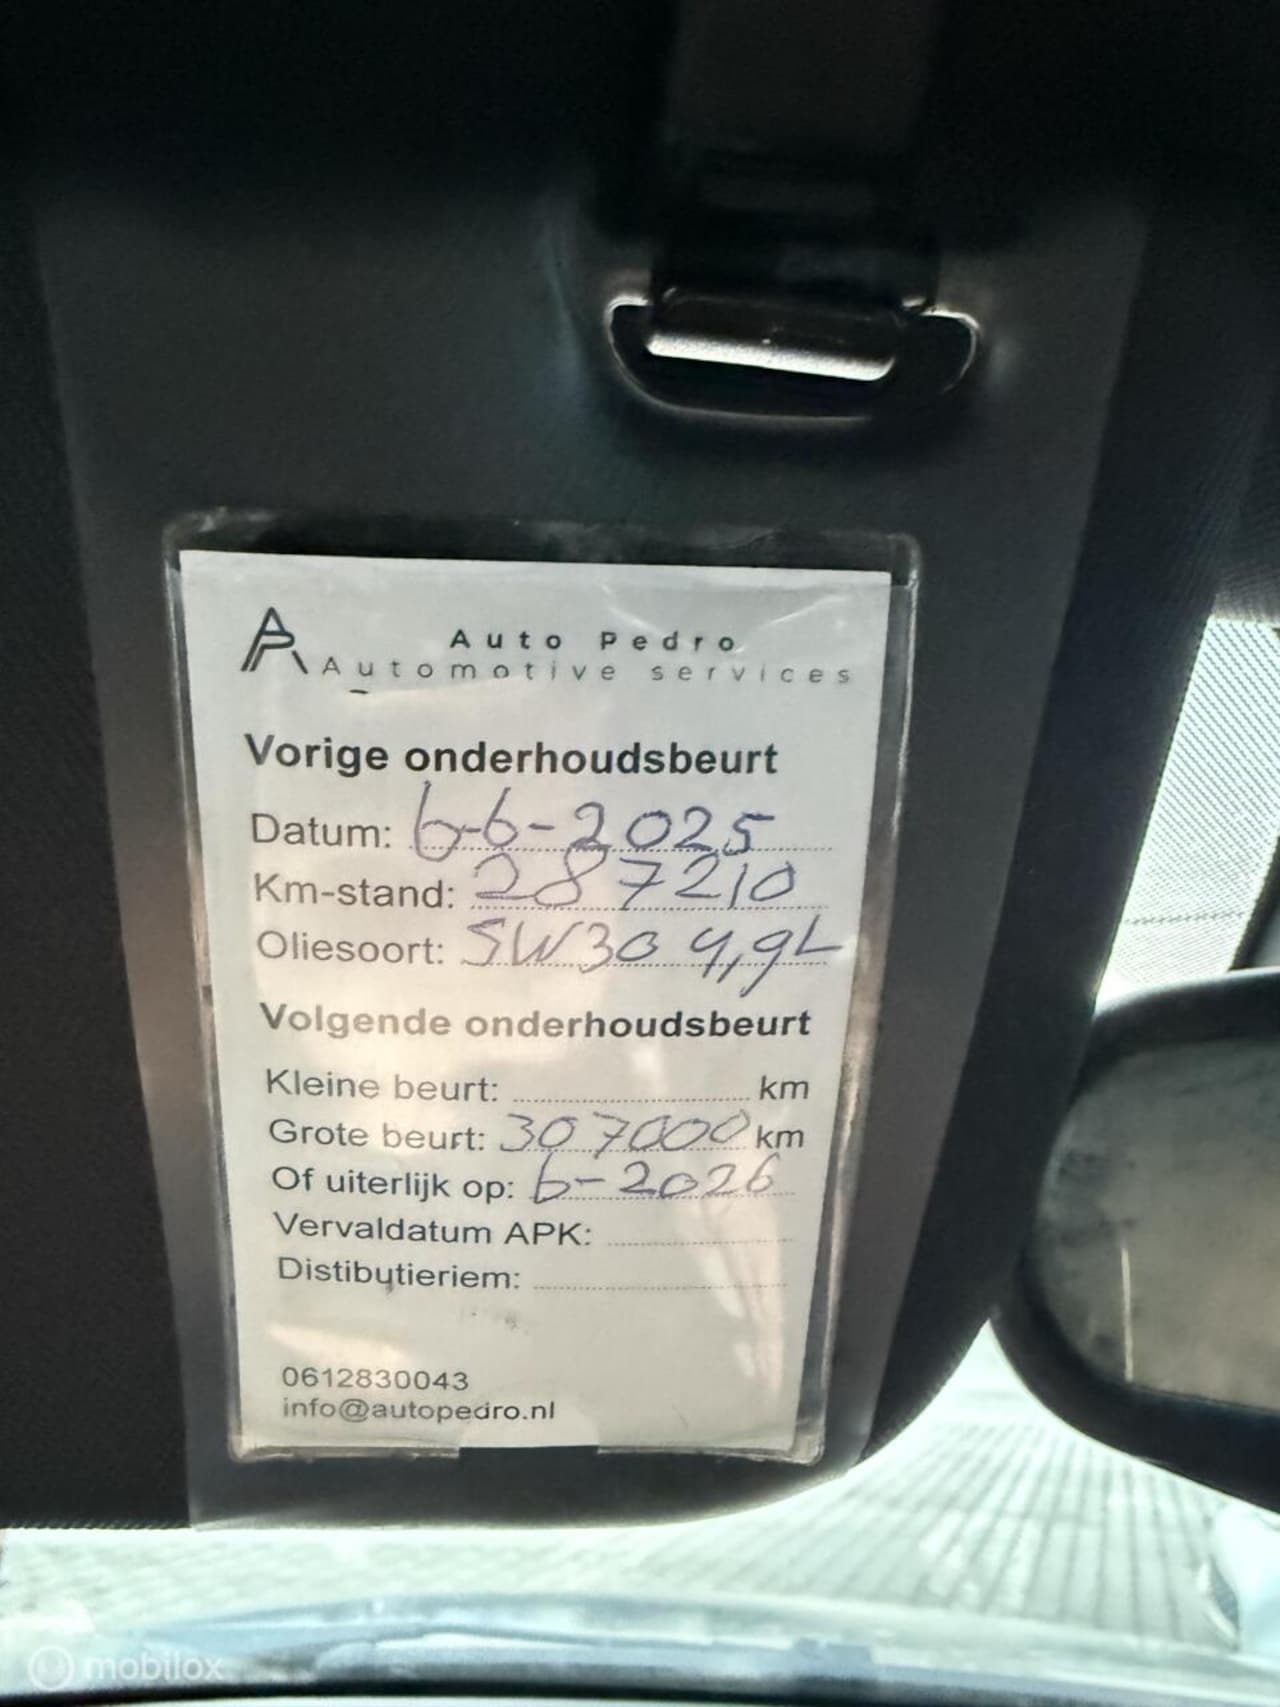 Auto Pedro
Automotive services
Vorige onderhoudsbeurt
Datum: 6-6-2025
Km-stand: 287210
Oliesoort: 5W30 4,9L
Volgende onderhoudsbeurt
Kleine beurt: km
Grote beurt: 307000 km
Of uiterlijk op: 6-2026
Vervaldatum APK:
Distibutieriem:
0612830043
info@autopedro.nl
mobilox